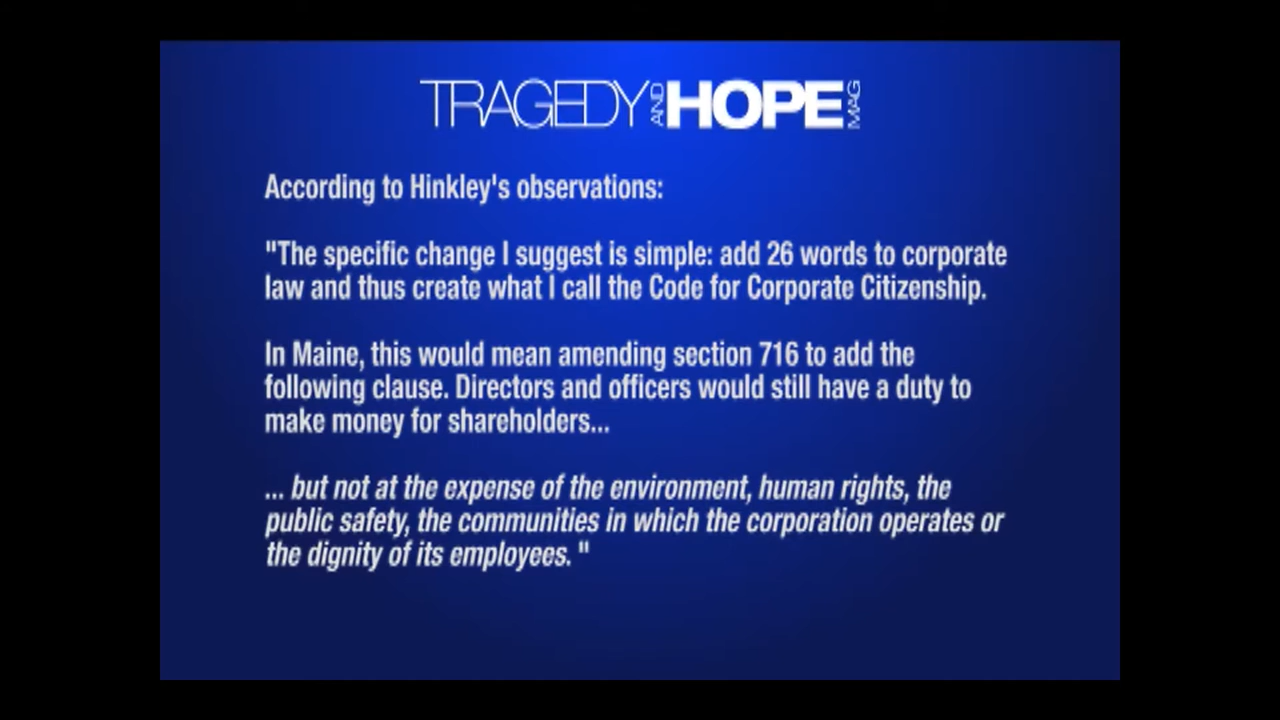 TRAGEDY AND HOPE MAG
According to Hinkley's observations:
"The specific change I suggest is simple: add 26 words to corporate
law and thus create what I call the Code for Corporate Citizenship.
In Maine, this would mean amending section 716 to add the
following clause. Directors and officers would still have a duty to
make money for shareholders...
... but not at the expense of the environment, human rights, the
public safety, the communities in which the corporation operates or
the dignity of its employees. "